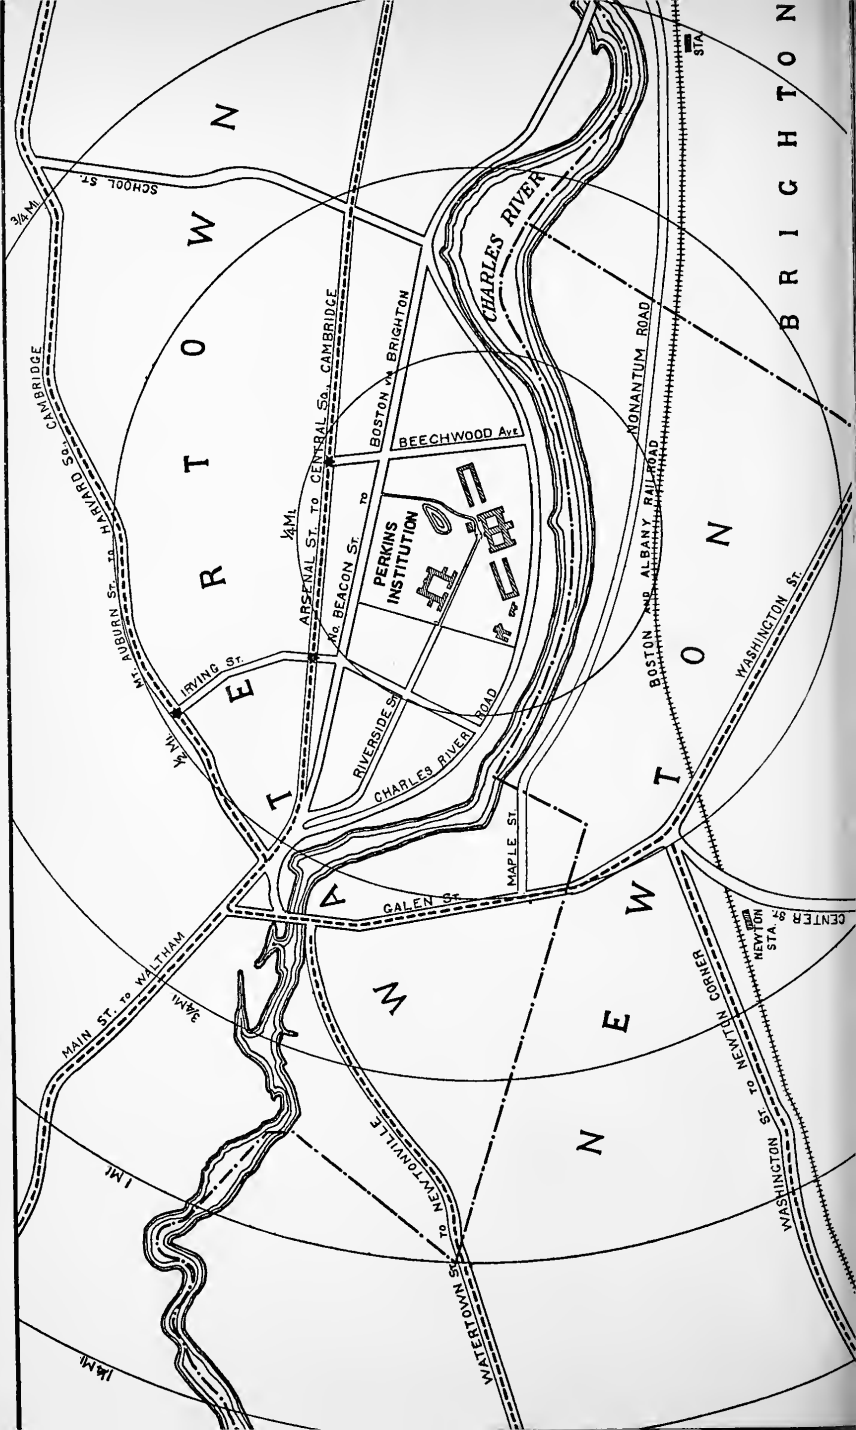 WATERTOWN
BRIGHTON
NEWTON
STA.
SCHOOL ST.
3/4 MI.
CHARLES RIVER
MT. AUBURN ST. TO HARVARD SQ., CAMBRIDGE
ARSENAL ST. TO CENTRAL SQ., CAMBRIDGE
No. BEACON ST. TO BOSTON VIA BRIGHTON
BEECHWOOD AVE
NONANTUM ROAD
BOSTON AND ALBANY RAILROAD
1/4 MI.
PERKINS
INSTITUTION
IRVING ST.
1/2 MI.
RIVERSIDE ST.
CHARLES RIVER ROAD
WASHINGTON ST.
MAPLE ST.
GALEN ST.
CENTER ST.
NEWTON
STA.
MAIN ST. TO WALTHAM
3/4 MI
WASHINGTON ST. TO NEWTON CORNER
WATERTOWN ST. TO NEWTONVILLE
1 MI.
1 1/4 MI.